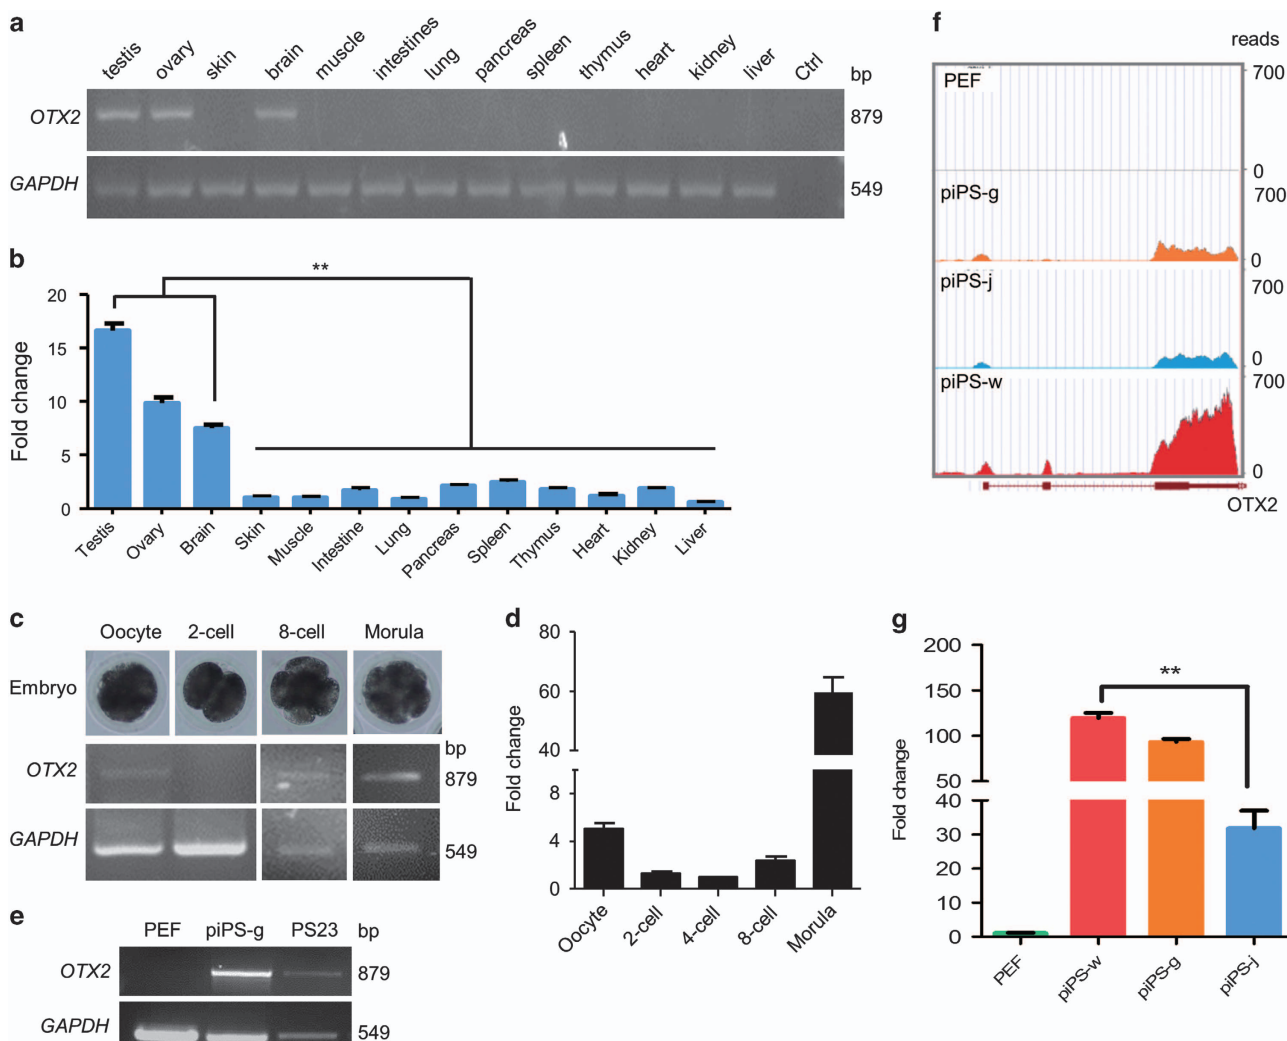 a
testis ovary skin brain muscle intestines lung pancreas spleen thymus heart kidney liver Ctrl
bp
OTX2
879
GAPDH
549
b
**
Fold change
20
15
10
5
0
Testis Ovary Brain Skin Muscle Intestine Lung Pancreas Spleen Thymus Heart Kidney Liver
c
Oocyte 2-cell 8-cell Morula
Embryo
bp
OTX2
879
GAPDH
549
d
Fold change
80
60
40
8
4
0
Oocyte 2-cell 4-cell 8-cell Morula
e
PEF piPS-g PS23 bp
OTX2
879
GAPDH
549
f
reads
PEF
700
0
piPS-g
700
0
piPS-j
700
0
piPS-w
700
0
OTX2
g
**
Fold change
200
150
100
50
40
30
20
10
0
PEF piPS-w piPS-g piPS-j